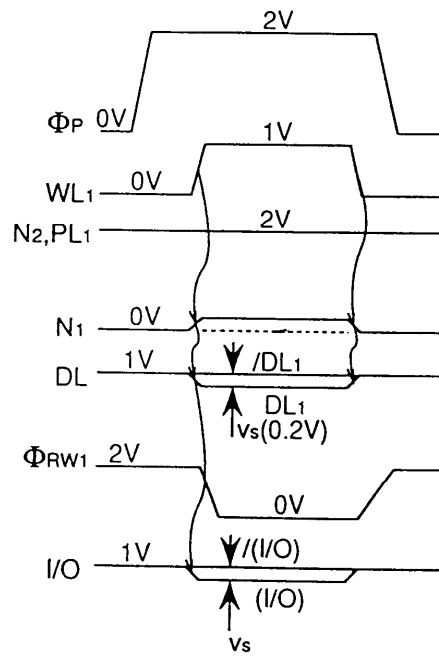 2V
ΦP 0V
1V
WL1 0V
N2,PL1 2V
N1 0V
DL 1V /DL1
DL1
vs(0.2V)
ΦRW1 2V
0V
I/O 1V /(I/O)
(I/O)
vs